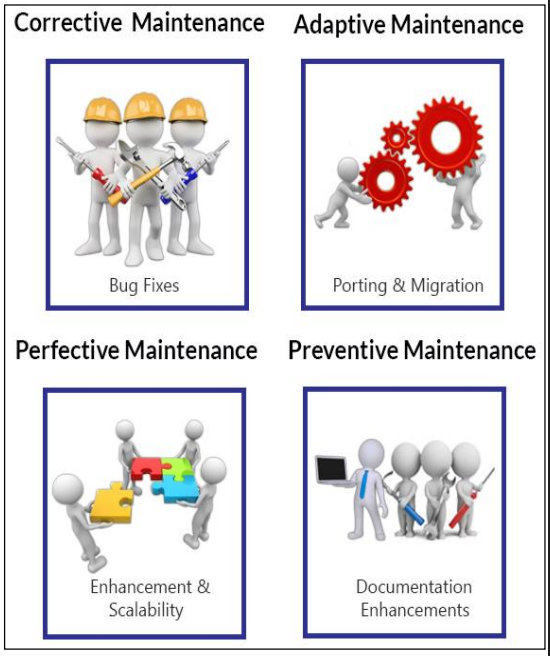 Corrective Maintenance
Adaptive Maintenance
Bug Fixes
Porting & Migration
Perfective Maintenance
Preventive Maintenance
Enhancement &
Scalability
Documentation
Enhancements